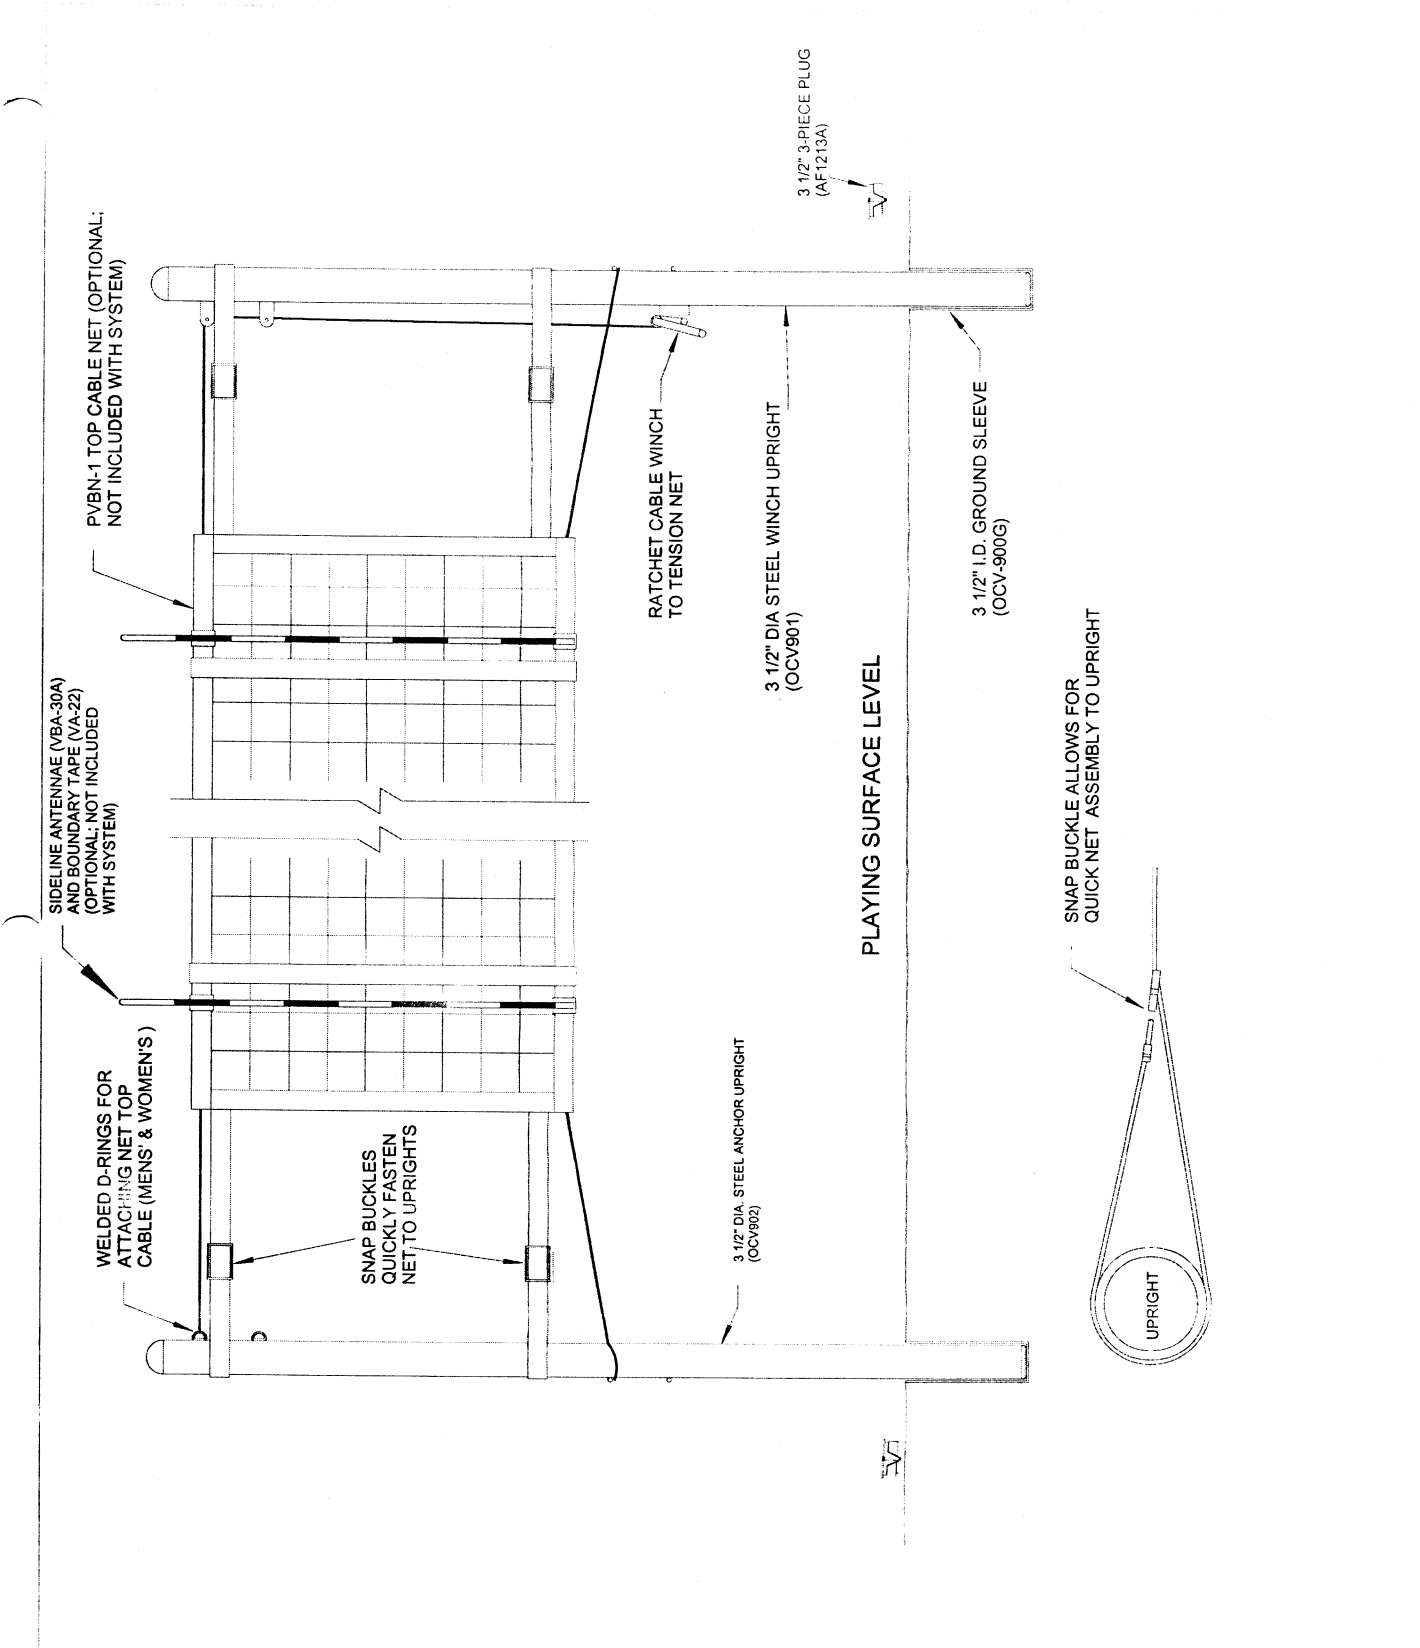 SIDELINE ANTENNAE (VBA-30A)
AND BOUNDARY TAPE (VA-22)
(OPTIONAL; NOT INCLUDED
WITH SYSTEM)
PVBN-1 TOP CABLE NET (OPTIONAL;
NOT INCLUDED WITH SYSTEM)
WELDED D-RINGS FOR
ATTACHING NET TOP
CABLE (MENS' & WOMEN'S )
SNAP BUCKLES
QUICKLY FASTEN
NET TO UPRIGHTS
RATCHET CABLE WINCH
TO TENSION NET
3 1/2" DIA. STEEL ANCHOR UPRIGHT
(OCV902)
3 1/2" DIA STEEL WINCH UPRIGHT
(OCV901)
3 1/2" 3-PIECE PLUG
(AF1213A)
PLAYING SURFACE LEVEL
3 1/2" I.D. GROUND SLEEVE
(OCV-900G)
SNAP BUCKLE ALLOWS FOR
QUICK NET ASSEMBLY TO UPRIGHT
UPRIGHT